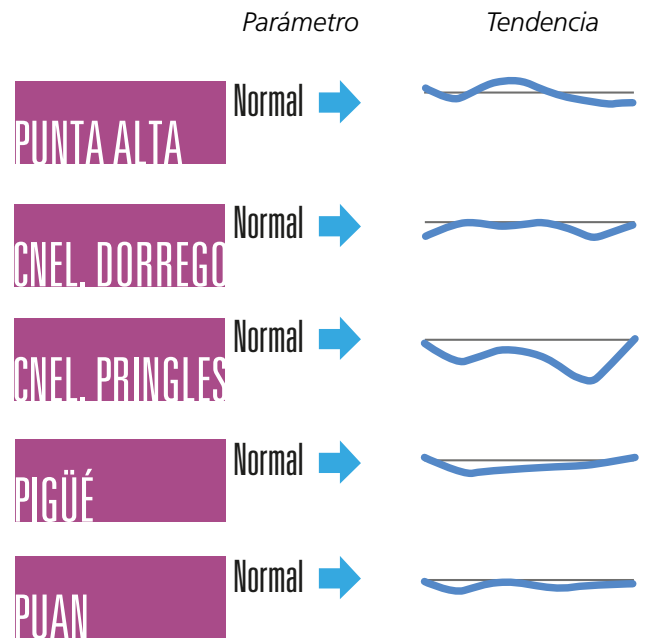 Parámetro Tendencia
PUNTA ALTA Normal
CNEL. DORREGO Normal
CNEL. PRINGLES Normal
PIGÜÉ Normal
PUAN Normal